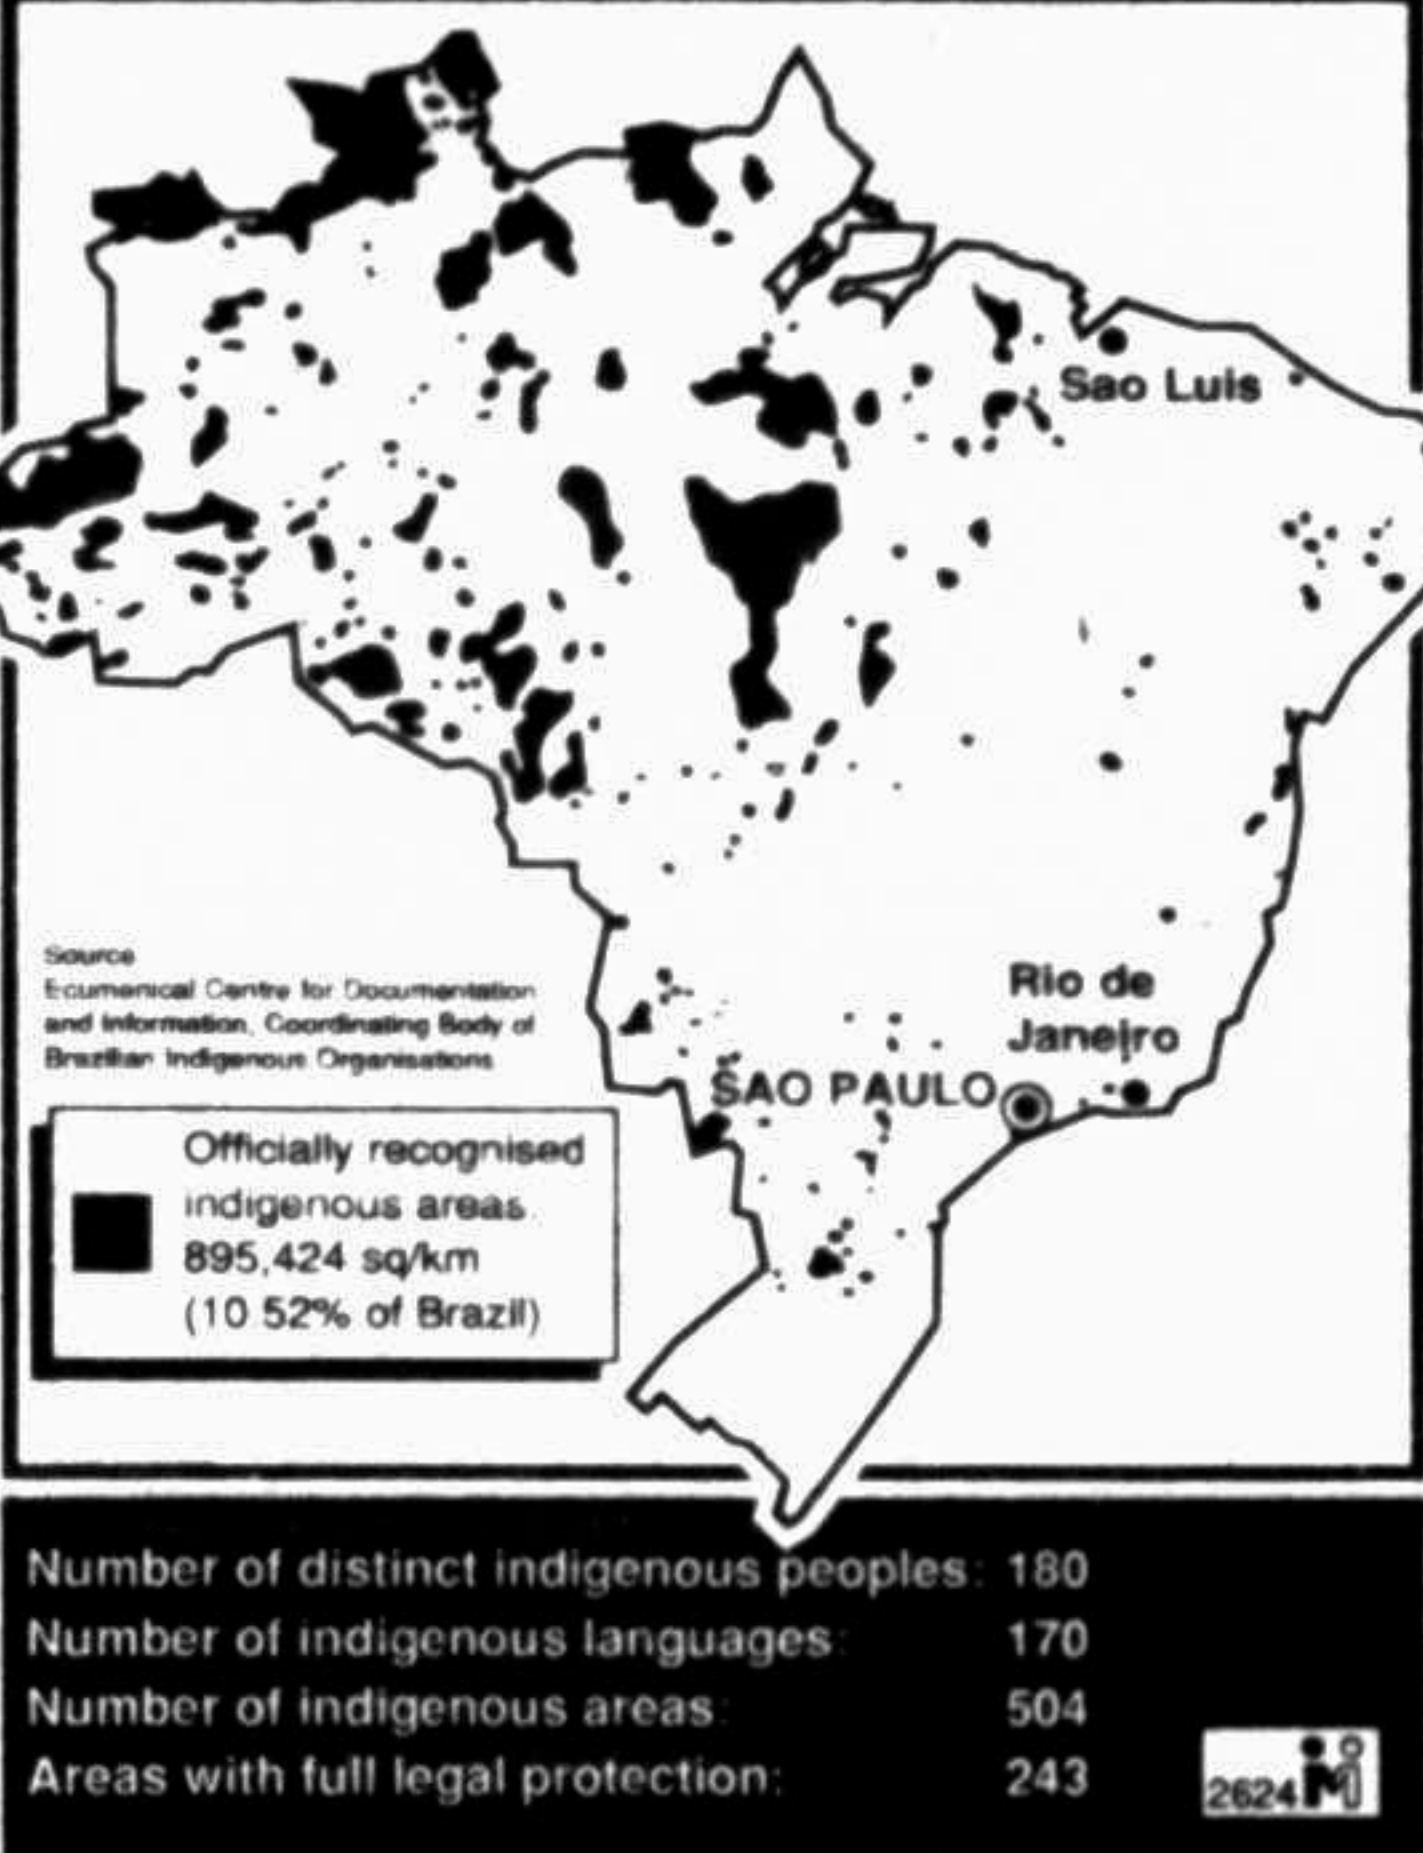 Sao Luis
Source
Ecumenical Centre for Documentation
and Information, Coordinating Body of
Brazilian Indigenous Organisations
Rio de
Janeiro
SAO PAULO
Officially recognised
indigenous areas
895,424 sq/km
(10 52% of Brazil)
Number of distinct indigenous peoples: 180
Number of indigenous languages: 170
Number of indigenous areas: 504
Areas with full legal protection: 243
2624